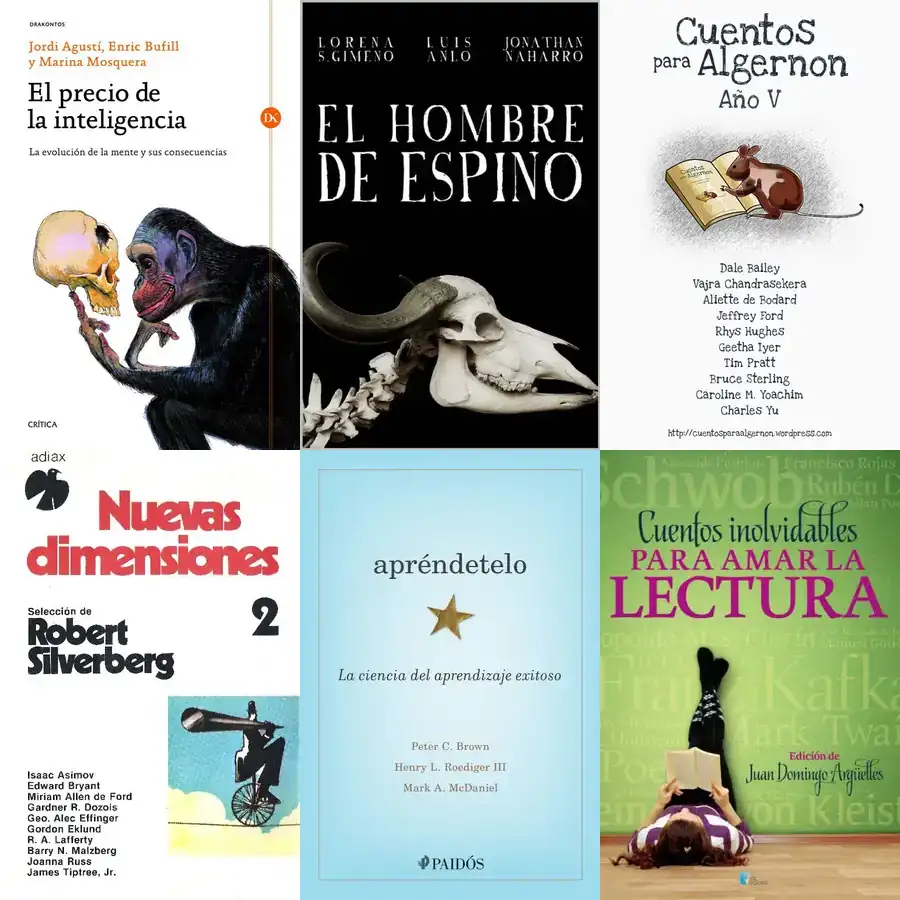 DRAKONTOS
Jordi Agustí, Enric Bufill
y Marina Mosquera
El precio de
la inteligencia
La evolución de la mente y sus consecuencias
CRÍTICA
LORENA
S.GIMENO
LUIS
ANLO
JONATHAN
NAHARRO
EL HOMBRE
DE ESPINO
Cuentos
para Algernon
Año V
Cuentos
Algernon
Dale Bailey
Vajra Chandrasekera
Aliette de Bodard
Jeffrey Ford
Rhys Hughes
Geetha Iyer
Tim Pratt
Bruce Sterling
Caroline M. Yoachim
Charles Yu
http://cuentosparaalgernon.wordpress.com
adiax
Nuevas
dimensiones
Selección de
Robert
Silverberg
2
Isaac Asimov
Edward Bryant
Miriam Allen de Ford
Gardner R. Dozois
Geo. Alec Effinger
Gordon Eklund
R. A. Lafferty
Barry N. Malzberg
Joanna Russ
James Tiptree, Jr.
apréndetelo
La ciencia del aprendizaje exitoso
Peter C. Brown
Henry L. Roediger III
Mark A. McDaniel
PAIDÓS
Francisco Rojas
Schwob
Rubén D
Cuentos inolvidables
PARA AMAR LA
LECTURA
Franz Kafka
Mark Twai
Poe
Edición de
Juan Domingo Argüelles
von Kleist